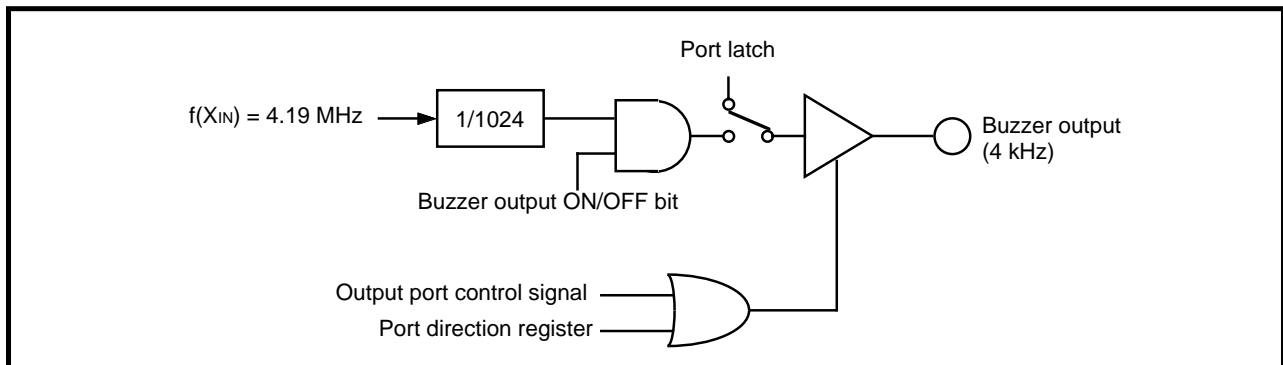 Port latch
f(XIN) = 4.19 MHz
1/1024
Buzzer output
(4 kHz)
Buzzer output ON/OFF bit
Output port control signal
Port direction register